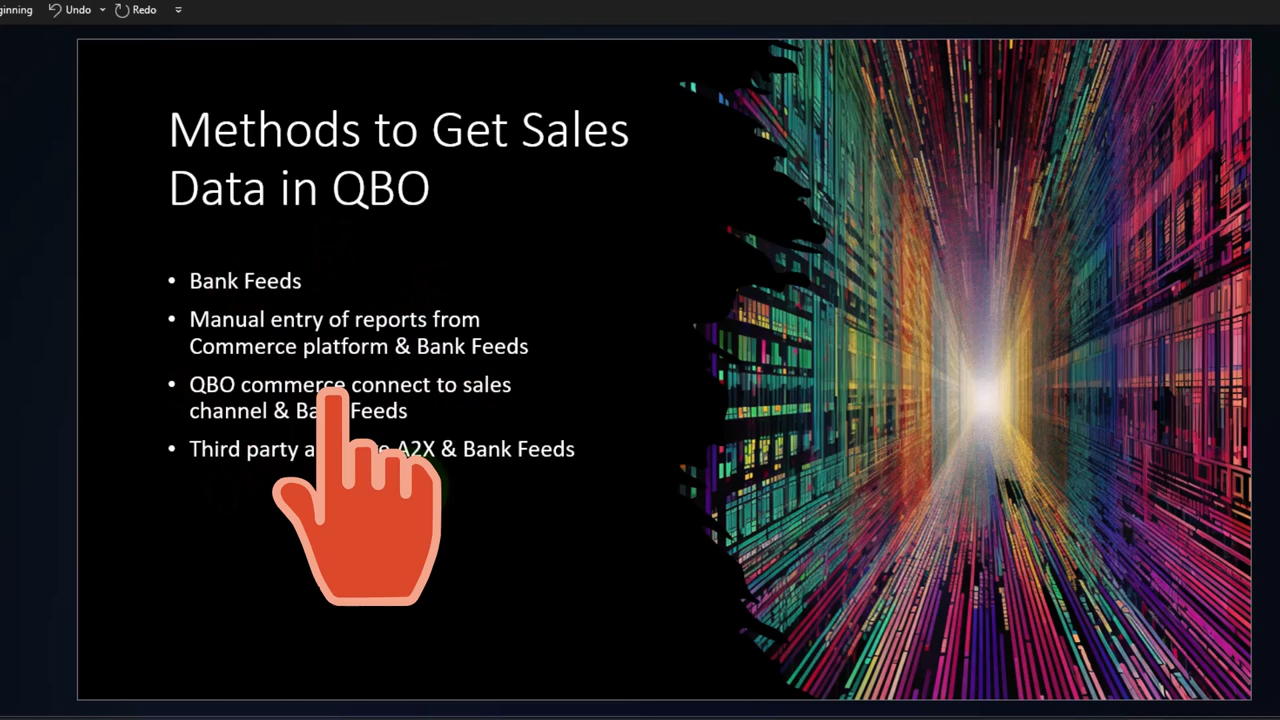 Undo Redo
Methods to Get Sales
Data in QBO
• Bank Feeds
• Manual entry of reports from
Commerce platform & Bank Feeds
• QBO commerce connect to sales
channel & Feeds
• Third party A2X & Bank Feeds